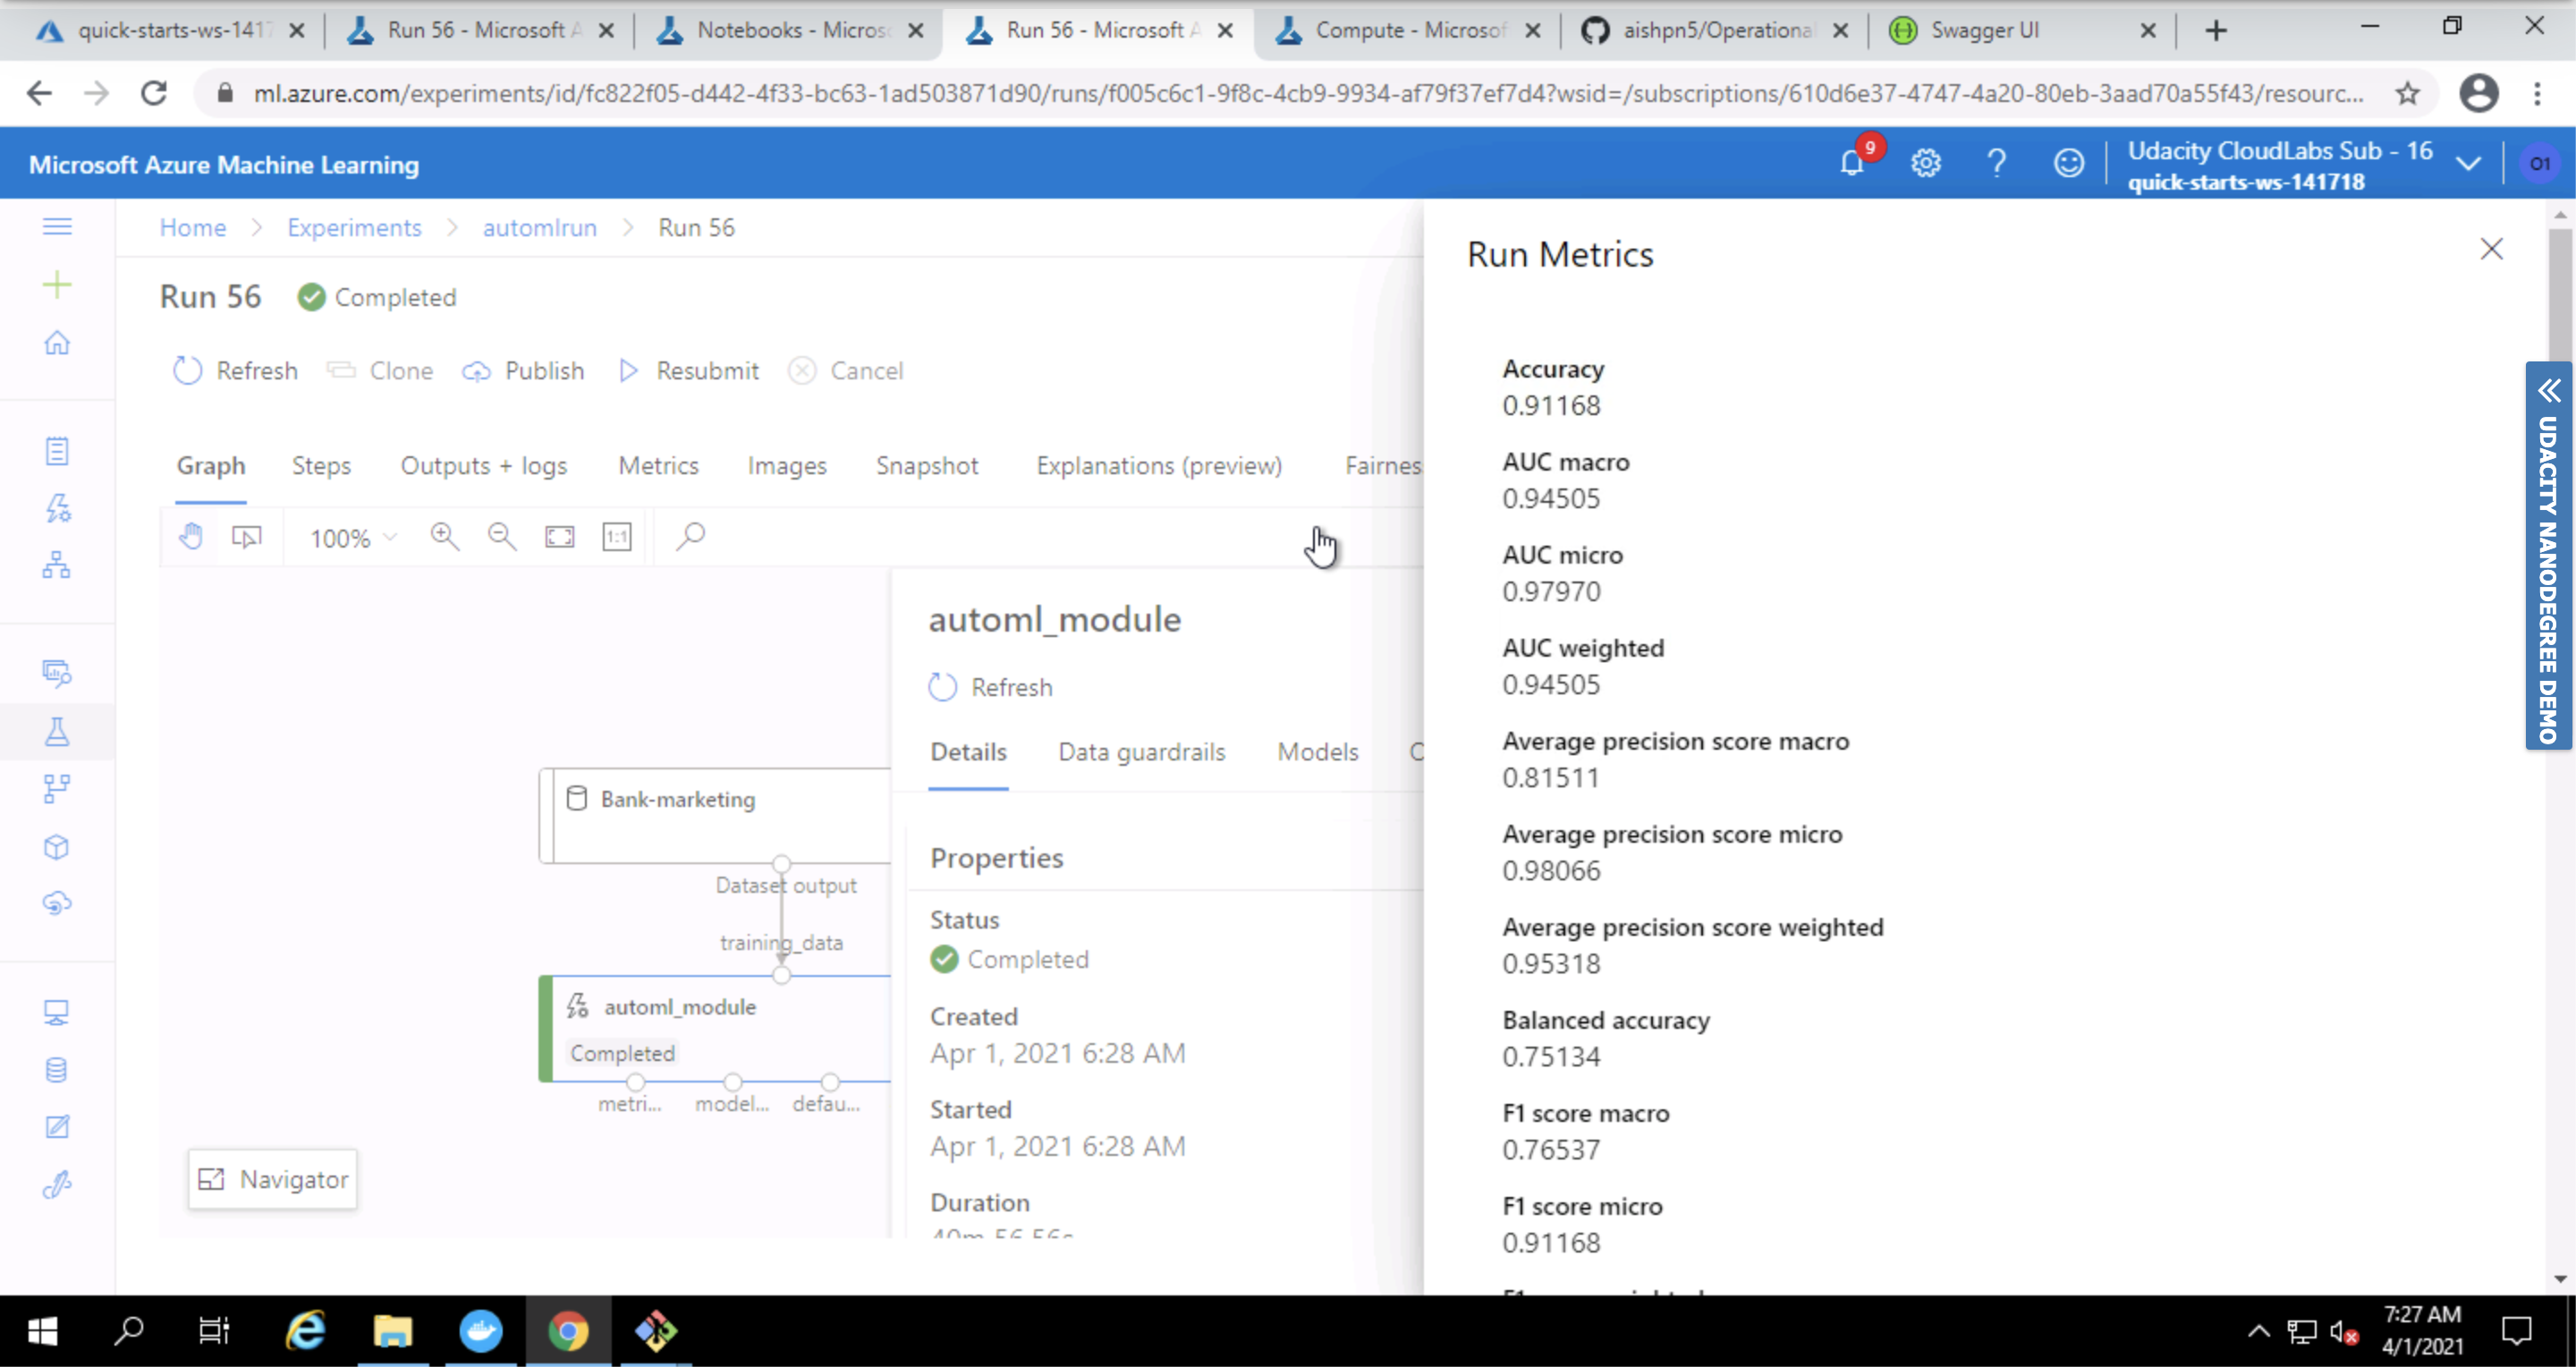 quick-starts-ws-1417
Run 56 - Microsoft A
Notebooks - Micros
Run 56 - Microsoft A
Compute - Microsof
aishpn5/Operational
Swagger UI
ml.azure.com/experiments/id/fc822f05-d442-4f33-bc63-1ad503871d90/runs/f005c6c1-9f8c-4cb9-9934-af79f37ef7d4?wsid=/subscriptions/610d6e37-4747-4a20-80eb-3aad70a55f43/resourc...
Microsoft Azure Machine Learning
9
Udacity CloudLabs Sub - 16
quick-starts-ws-141718
O1
Home > Experiments > automlrun > Run 56
Run 56 Completed
Refresh Clone Publish Resubmit Cancel
Graph Steps Outputs + logs Metrics Images Snapshot Explanations (preview) Fairnes
100% 1:1
Bank-marketing
Dataset output
training_data
automl_module
Completed
metri... model... defau...
Navigator
automl_module
Refresh
Details Data guardrails Models
Properties
Status
Completed
Created
Apr 1, 2021 6:28 AM
Started
Apr 1, 2021 6:28 AM
Duration
Run Metrics
Accuracy
0.91168
AUC macro
0.94505
AUC micro
0.97970
AUC weighted
0.94505
Average precision score macro
0.81511
Average precision score micro
0.98066
Average precision score weighted
0.95318
Balanced accuracy
0.75134
F1 score macro
0.76537
F1 score micro
0.91168
UDACITY NANODEGREE DEMO
7:27 AM
4/1/2021